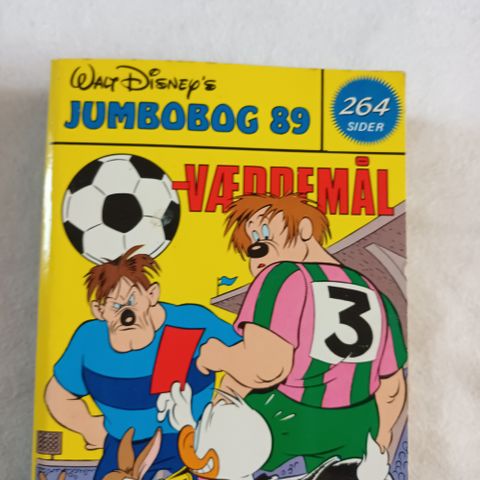 WALT DISNEY'S
JUMBOBOG 89
264
SIDER
VÆDDEMÅL
3